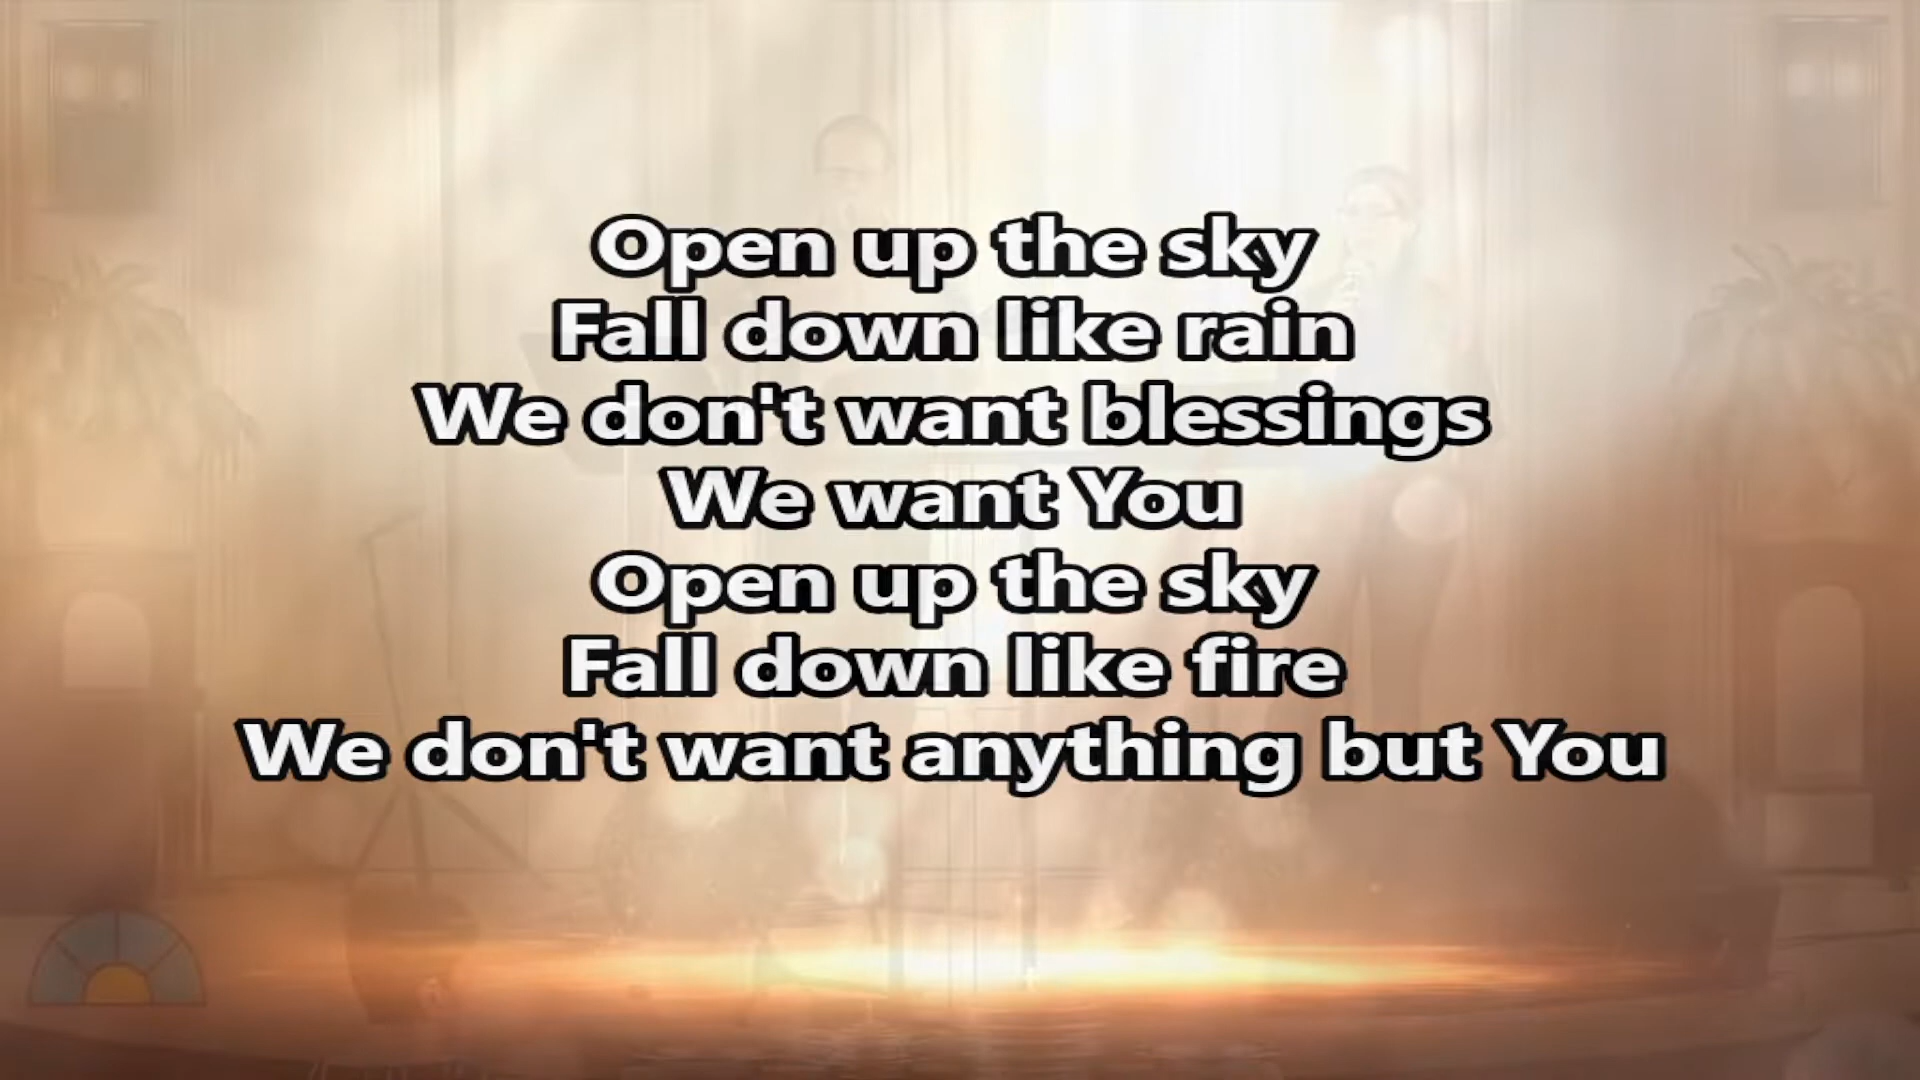 Open up the sky
Fall down like rain
We don't want blessings
We want You
Open up the sky
Fall down like fire
We don't want anything but You